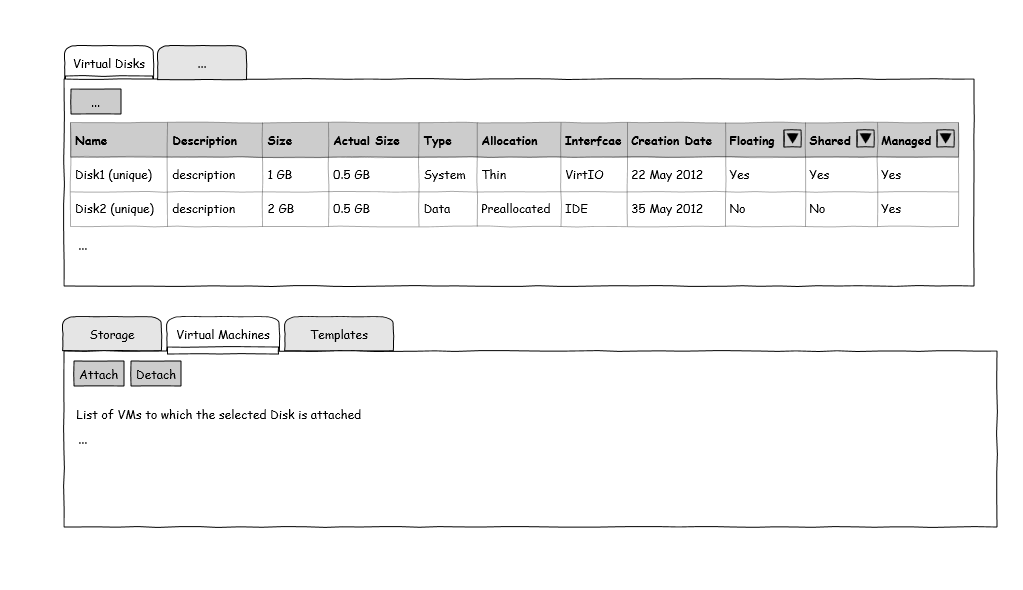 Virtual Disks ...
...
Name Description Size Actual Size Type Allocation Interfcae Creation Date Floating Shared Managed
Disk1 (unique) description 1 GB 0.5 GB System Thin VirtIO 22 May 2012 Yes Yes Yes
Disk2 (unique) description 2 GB 0.5 GB Data Preallocated IDE 35 May 2012 No No Yes
...
Storage Virtual Machines Templates
Attach Detach
List of VMs to which the selected Disk is attached
...